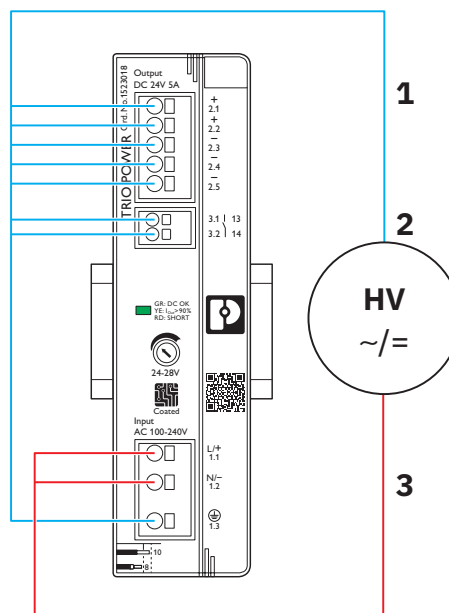 Output
DC 24V 5A
TRIO POWER Ord.No.1523018
+
2.1
+
2.2
−
2.3
−
2.4
−
2.5
3.1 13
3.2 14
GR: DC OK
YE: IOut>90%
RD: SHORT
24-28V
Coated
Input
AC 100-240V
L/+
1.1
N/−
1.2
1.3
10
8
1
2
HV
~/=
3